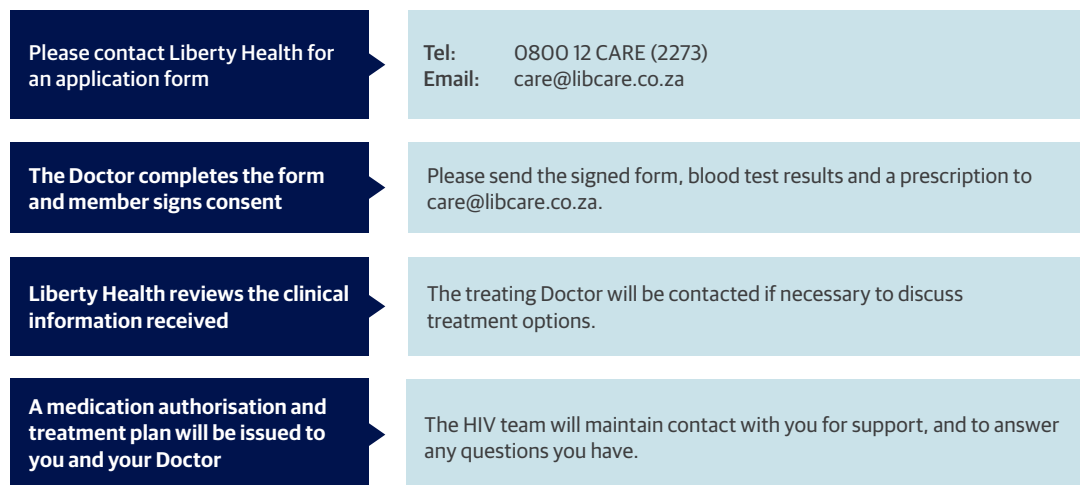 Please contact Liberty Health for
an application form
Tel: 0800 12 CARE (2273)
Email: care@libcare.co.za
The Doctor completes the form
and member signs consent
Please send the signed form, blood test results and a prescription to
care@libcare.co.za.
Liberty Health reviews the clinical
information received
The treating Doctor will be contacted if necessary to discuss
treatment options.
A medication authorisation and
treatment plan will be issued to
you and your Doctor
The HIV team will maintain contact with you for support, and to answer
any questions you have.